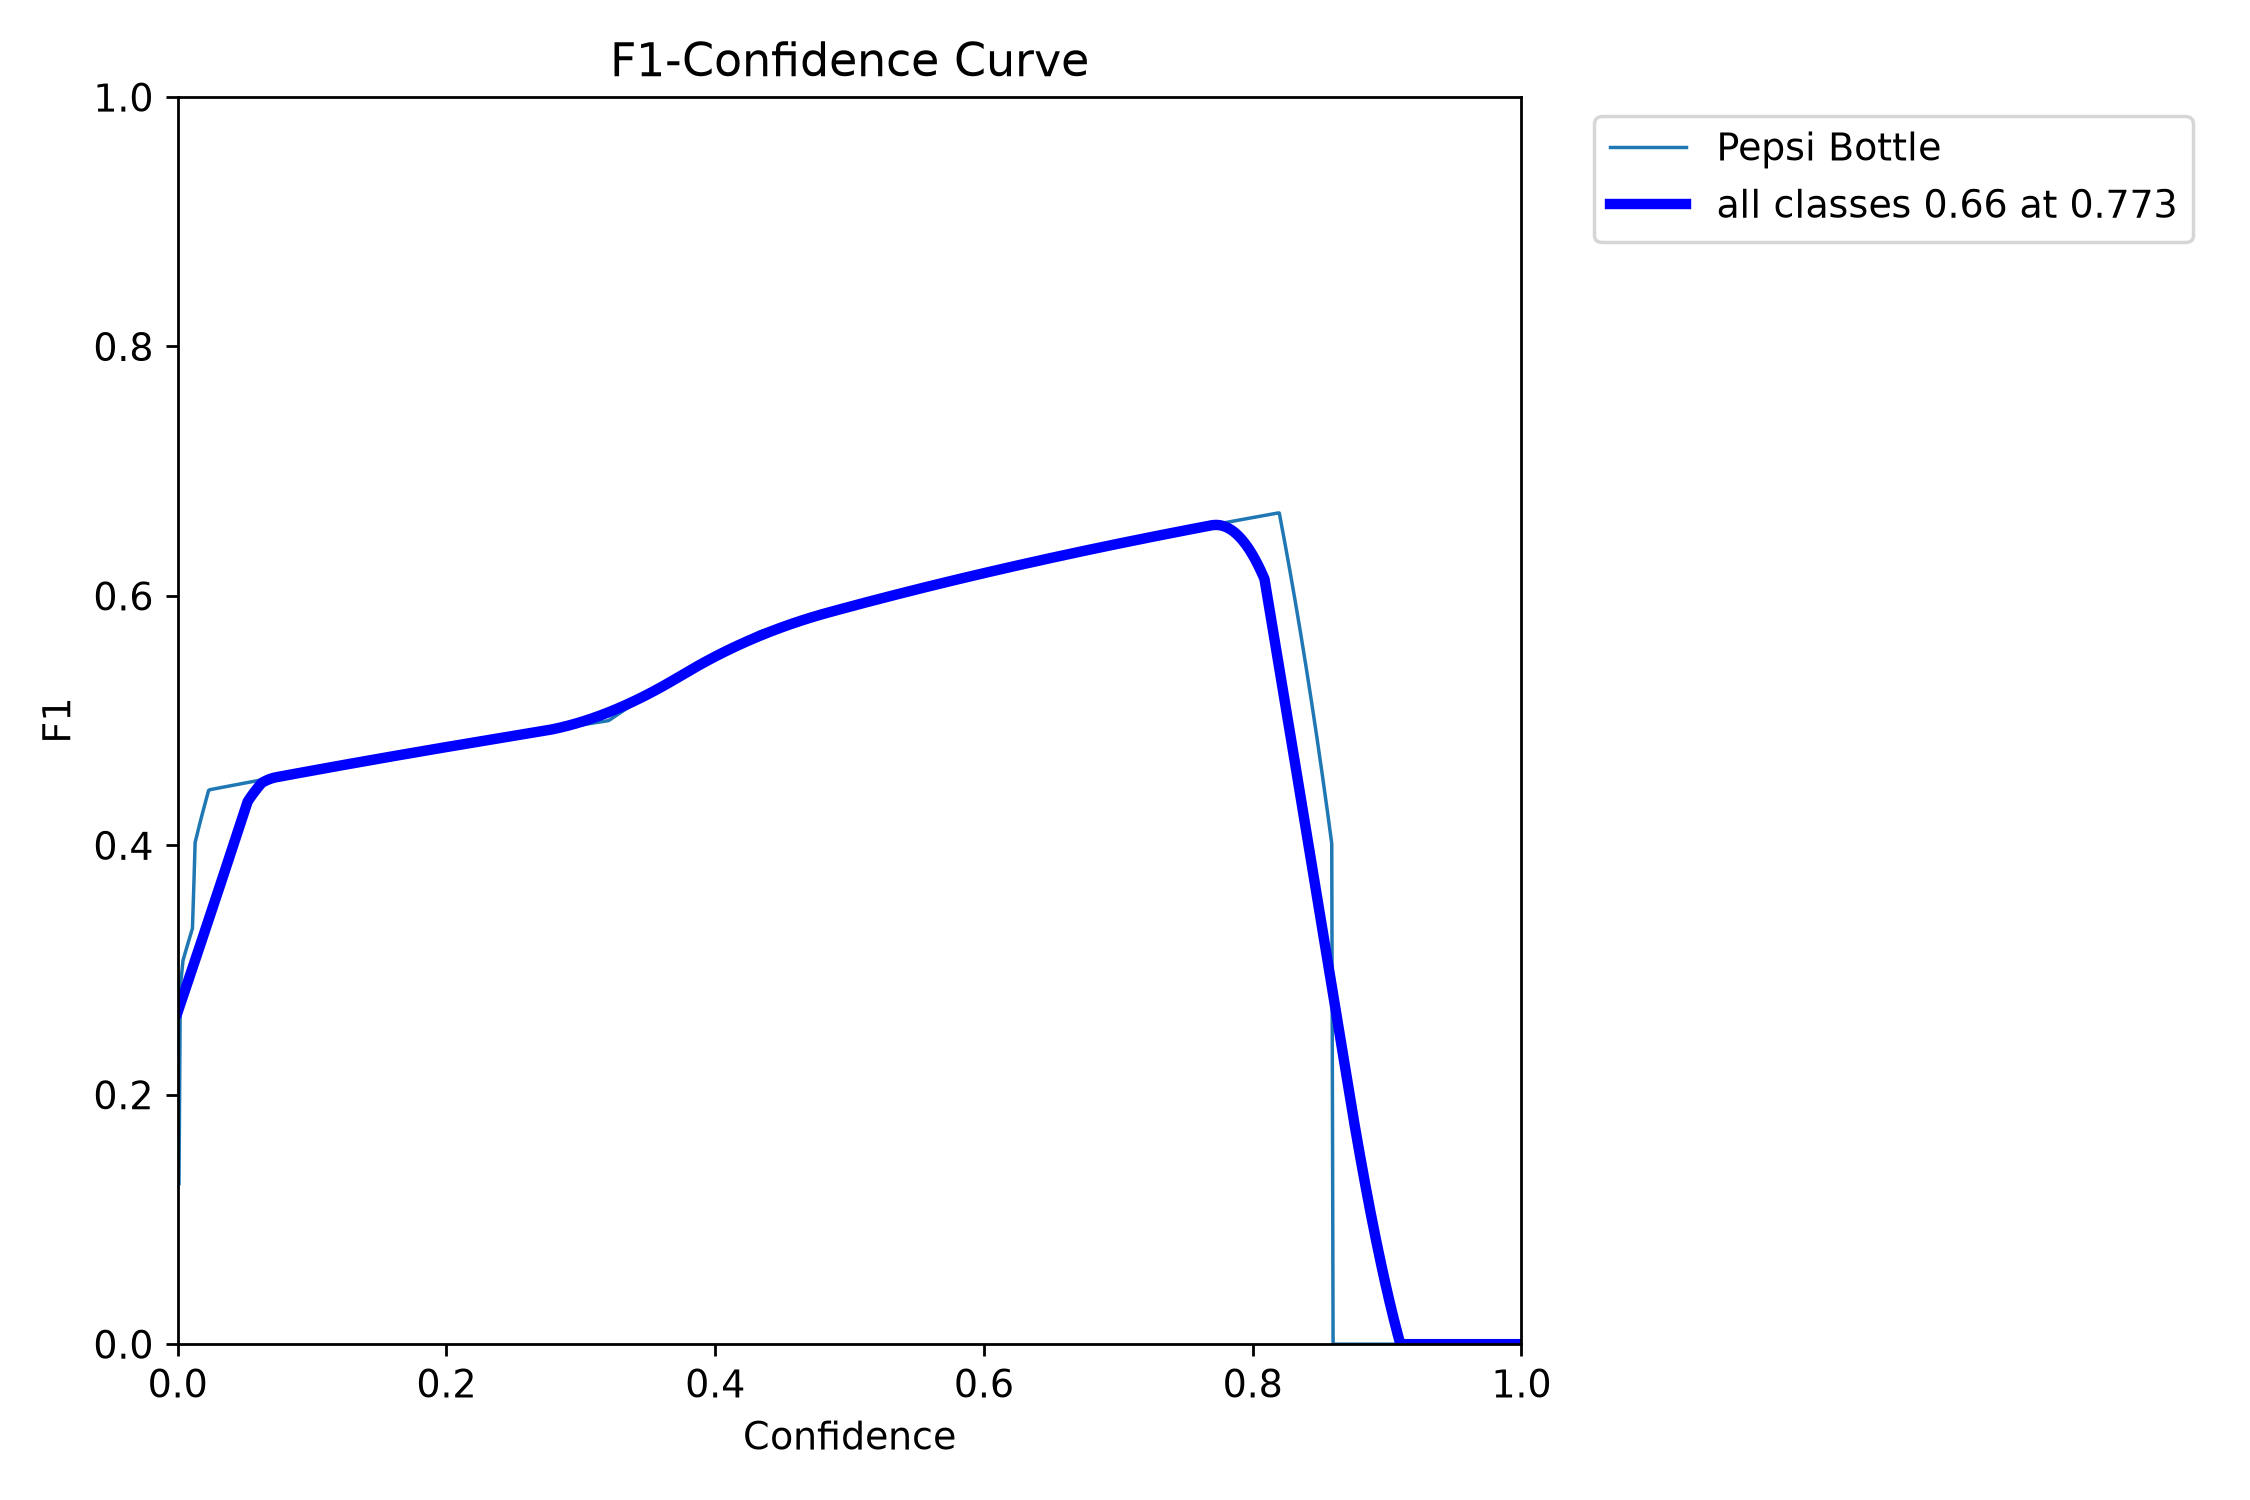 F1-Confidence Curve
Pepsi Bottle
all classes 0.66 at 0.773
1.0
0.8
0.6
0.4
0.2
0.0
F1
0.0 0.2 0.4 0.6 0.8 1.0
Confidence